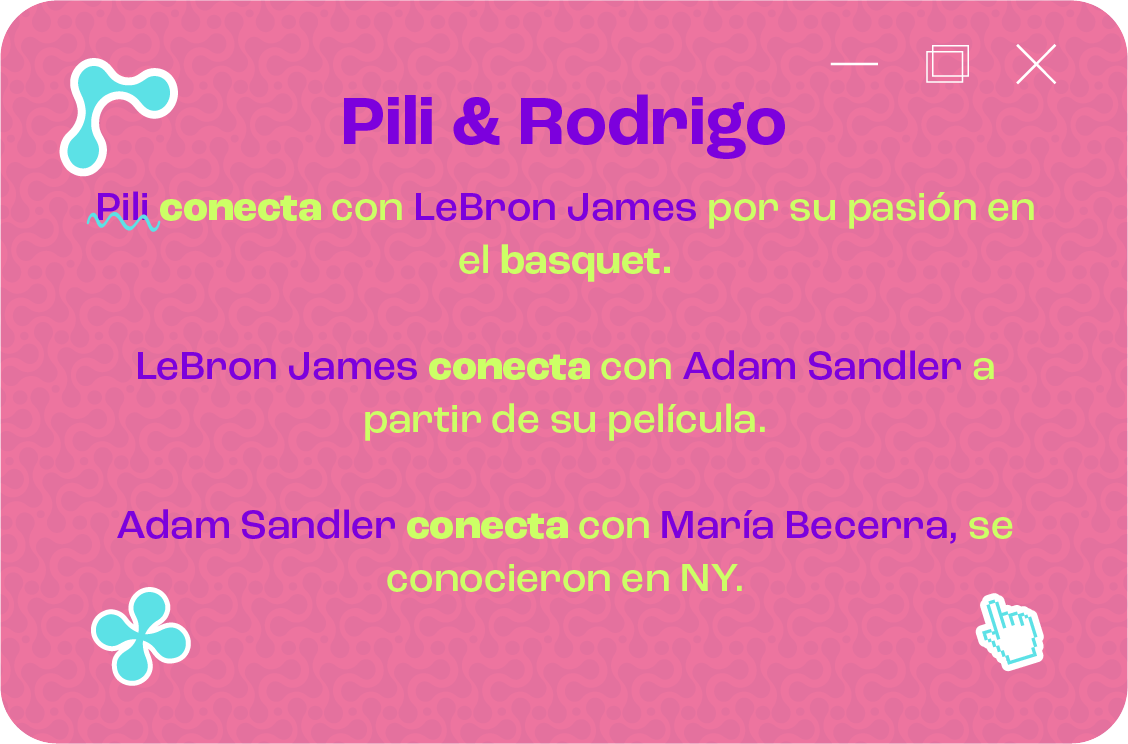 Pili & Rodrigo
Pili conecta con LeBron James por su pasión en
el basquet.
LeBron James conecta con Adam Sandler a
partir de su película.
Adam Sandler conecta con María Becerra, se
conocieron en NY.